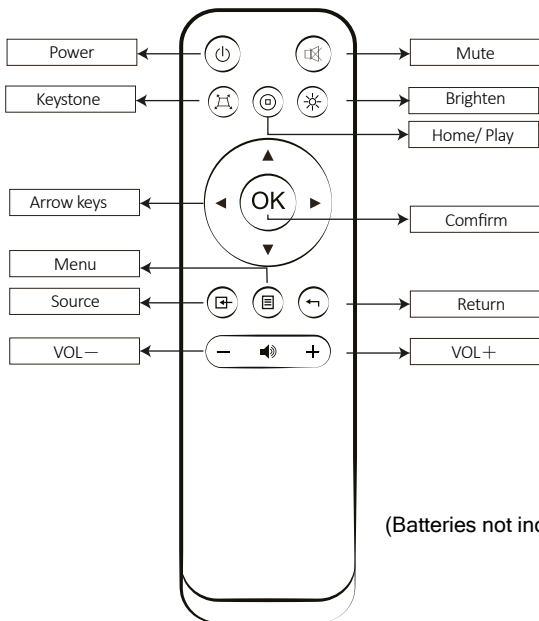 Power
Mute
Keystone
Brighten
Home/ Play
Arrow keys
OK
Comfirm
Menu
Source
Return
VOL－
VOL＋
(Batteries not inc